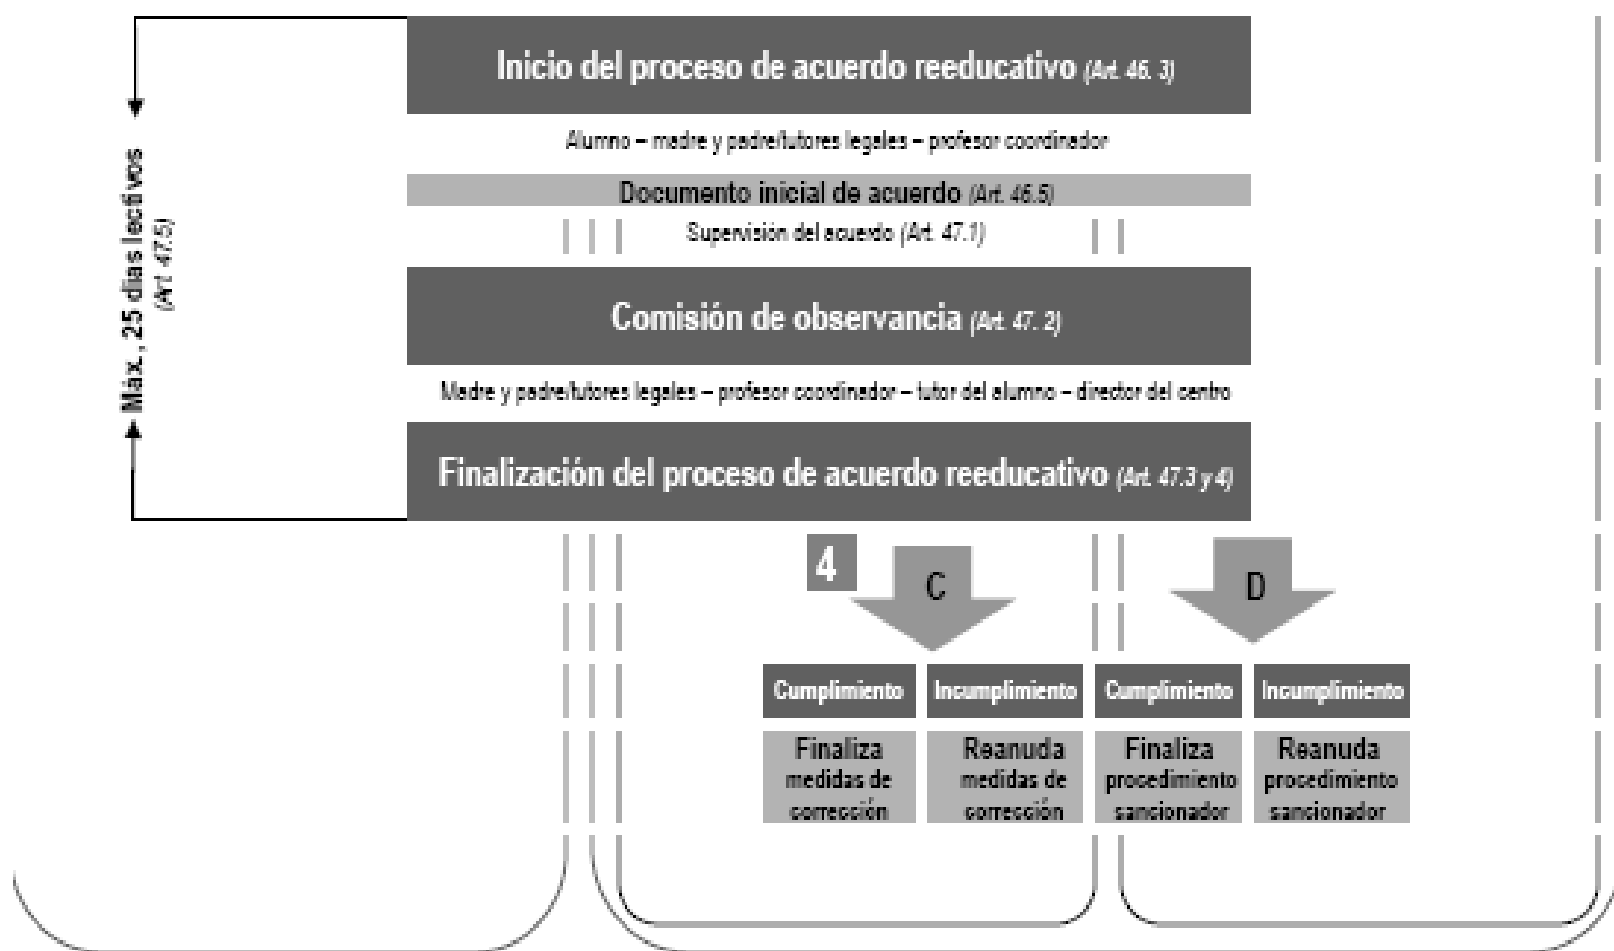 Inicio del proceso de acuerdo reeducativo (Art. 46. 3)
Alumno – madre y padre/tutores legales – profesor coordinador
Documento inicial de acuerdo (Art. 46.5)
Supervisión del acuerdo (Art. 47.1)
Máx., 25 días lectivos
(Art. 47.5)
Comisión de observancia (Art. 47. 2)
Madre y padre/tutores legales – profesor coordinador – tutor del alumno – director del centro
Finalización del proceso de acuerdo reeducativo (Art. 47.3 y 4)
4
C
D
Cumplimiento Incumplimiento Cumplimiento Incumplimiento
Finaliza Reanuda Finaliza Reanuda
medidas de medidas de procedimiento procedimiento
corrección corrección sancionador sancionador